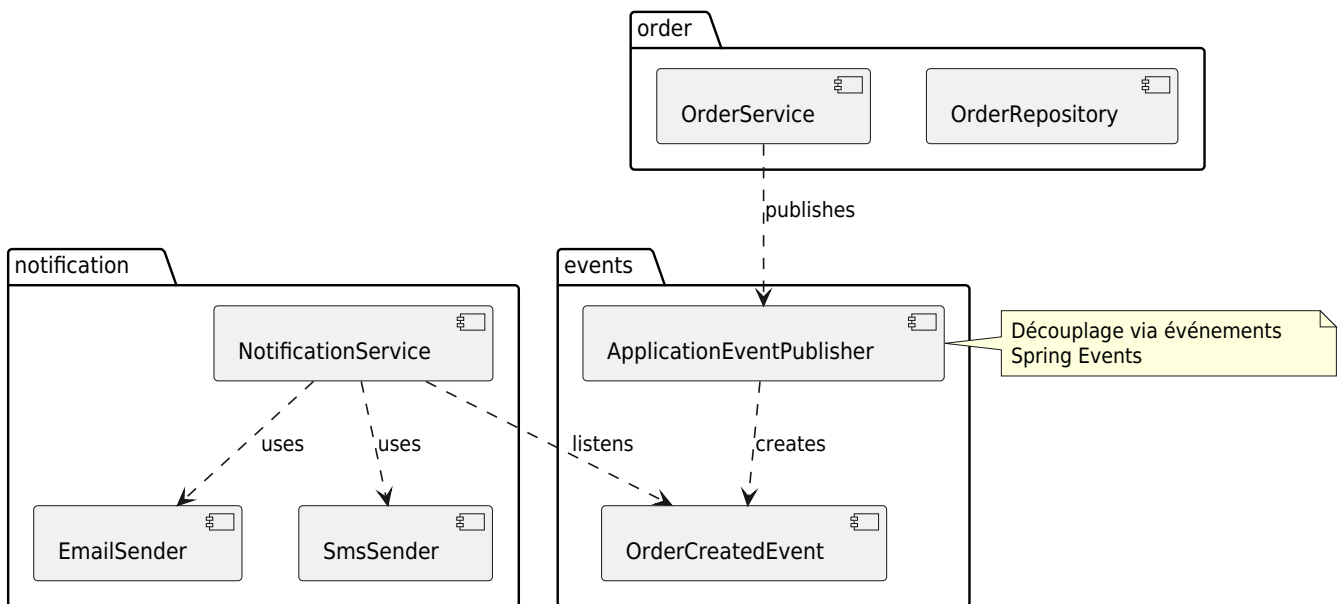 order
OrderService
OrderRepository
publishes
notification
events
NotificationService
ApplicationEventPublisher
Découplage via événements
Spring Events
uses
uses
listens
creates
EmailSender
SmsSender
OrderCreatedEvent